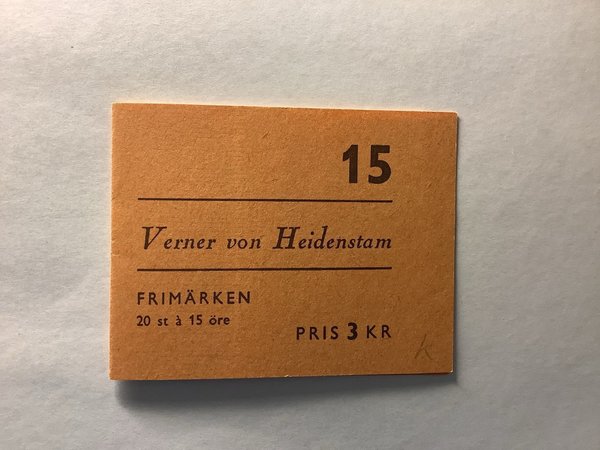 15
Verner von Heidenstam
FRIMÄRKEN
20 st à 15 öre
PRIS 3 KR